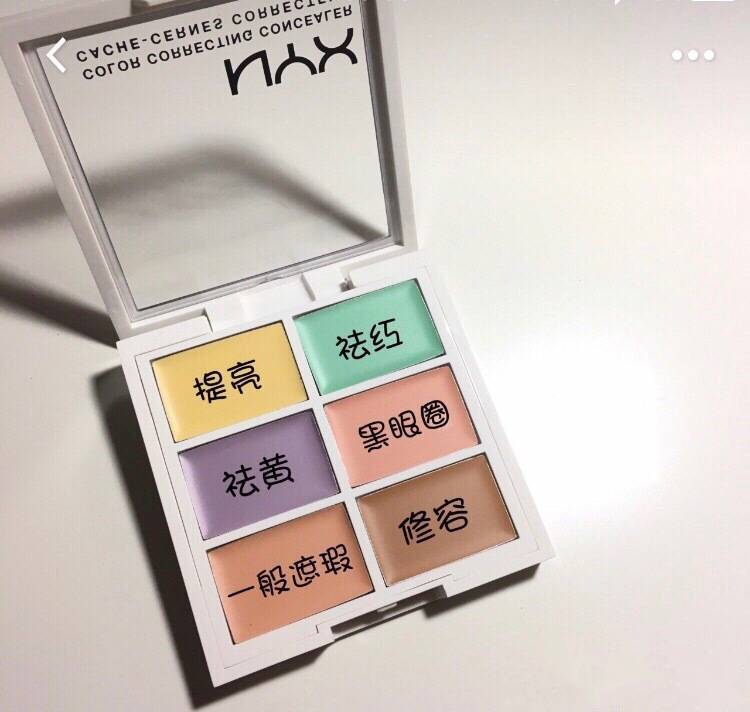 CACHE-CERNES CORRECTE
COLOR CORRECTING CONCEALER
NYX
提亮
祛红
祛黄
黑眼圈
一般遮瑕
修容